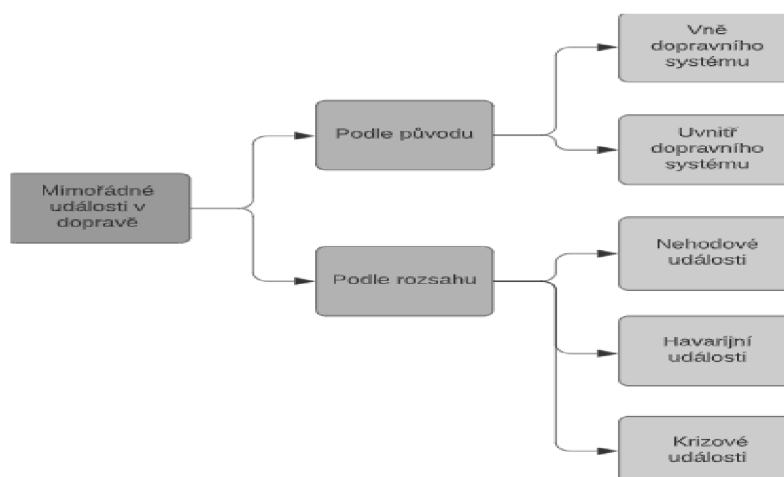 Mimořádné
události v
dopravě
Podle původu
Vně
dopravního
systému
Uvnitř
dopravního
systému
Podle rozsahu
Nehodové
události
Havarijní
události
Krizové
události